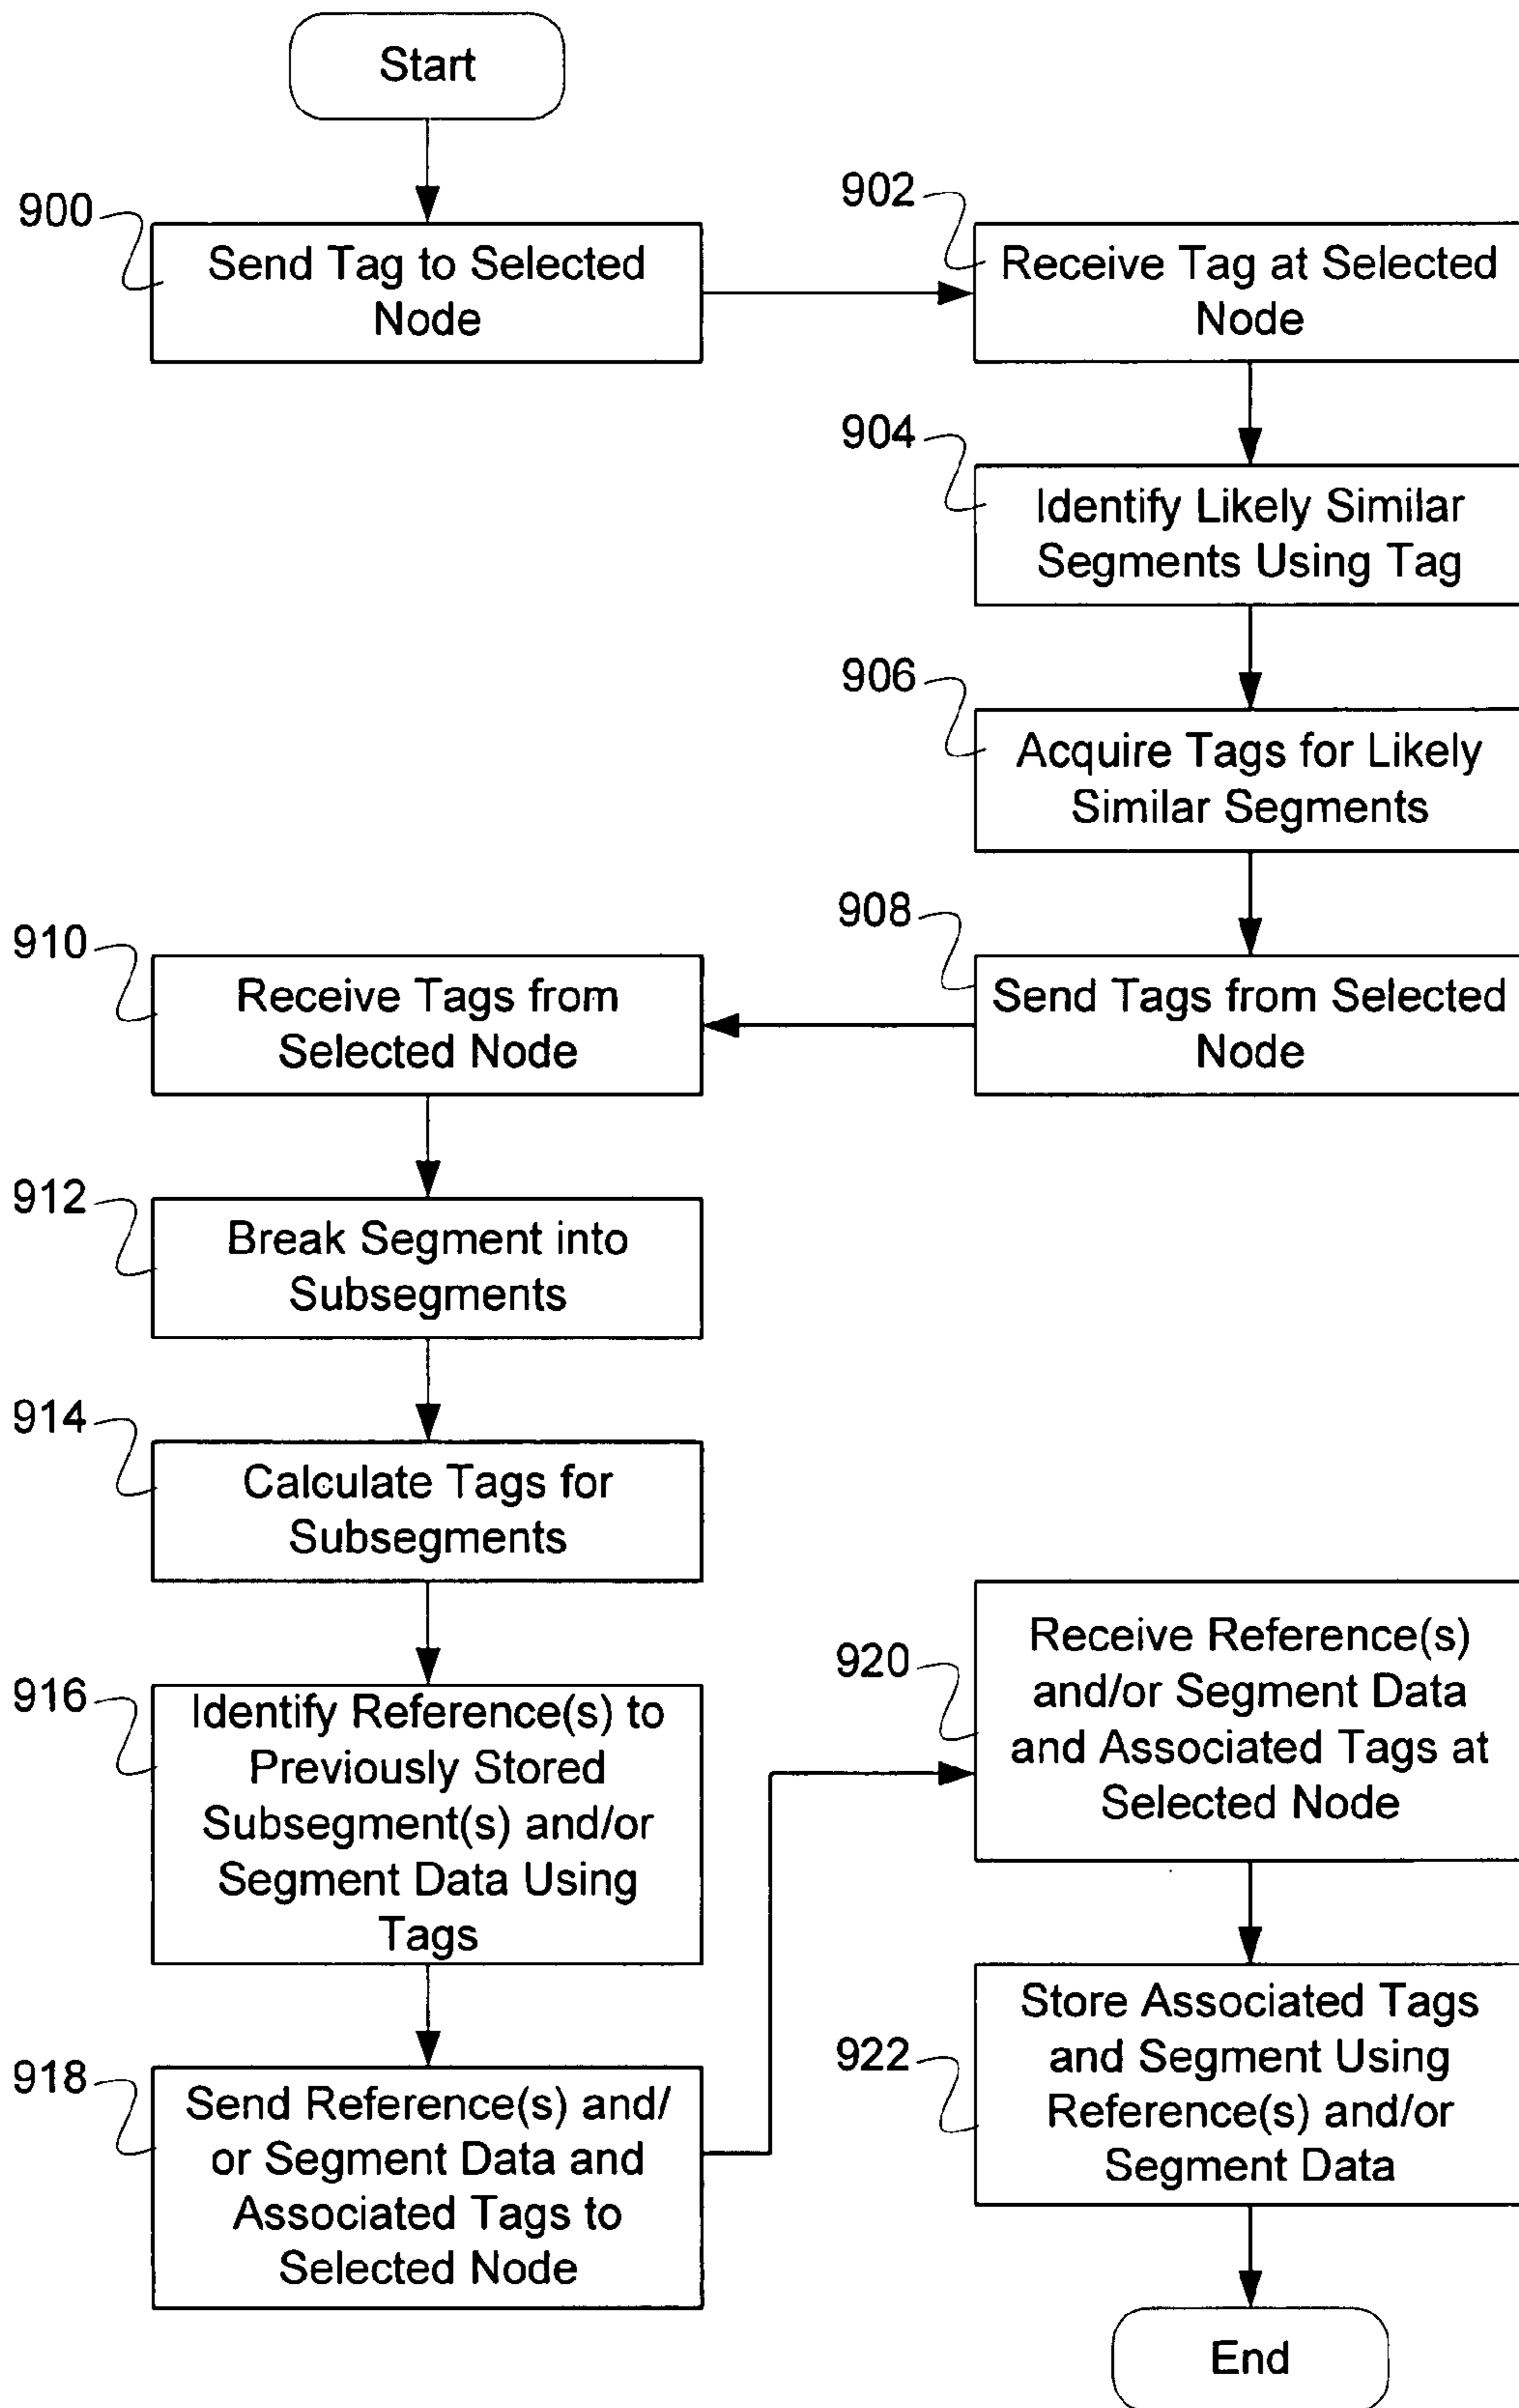 Start
900
Send Tag to Selected
Node
902
Receive Tag at Selected
Node
904
Identify Likely Similar
Segments Using Tag
906
Acquire Tags for Likely
Similar Segments
908
Send Tags from Selected
Node
910
Receive Tags from
Selected Node
912
Break Segment into
Subsegments
914
Calculate Tags for
Subsegments
916
Identify Reference(s) to
Previously Stored
Subsegment(s) and/or
Segment Data Using
Tags
918
Send Reference(s) and/
or Segment Data and
Associated Tags to
Selected Node
920
Receive Reference(s)
and/or Segment Data
and Associated Tags at
Selected Node
922
Store Associated Tags
and Segment Using
Reference(s) and/or
Segment Data
End